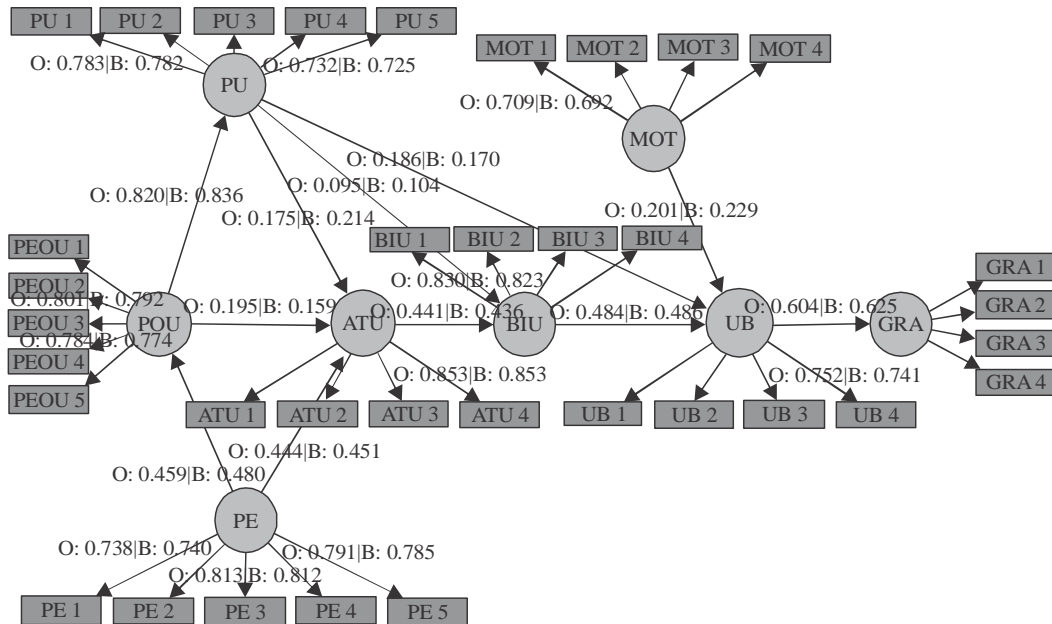 PU 1
PU 2
PU 3
PU 4
PU 5
MOT 1
MOT 2
MOT 3
MOT 4
O: 0.783|B: 0.782
O: 0.732|B: 0.725
PU
O: 0.709|B: 0.692
MOT
O: 0.186|B: 0.170
O: 0.095|B: 0.104
O: 0.820|B: 0.836
O: 0.175|B: 0.214
O: 0.201|B: 0.229
PEOU 1
BIU 1
BIU 2
BIU 3
BIU 4
GRA 1
PEOU 2
O: 0.830|B: 0.823
O: 0.801|B: 0.792
O: 0.195|B: 0.159
O: 0.441|B: 0.436
O: 0.484|B: 0.486
O: 0.604|B: 0.625
GRA 2
PEOU 3
POU
ATU
BIU
UB
GRA
O: 0.784|B: 0.774
GRA 3
PEOU 4
O: 0.853|B: 0.853
O: 0.752|B: 0.741
GRA 4
PEOU 5
ATU 1
ATU 2
ATU 3
ATU 4
UB 1
UB 2
UB 3
UB 4
O: 0.444|B: 0.451
O: 0.459|B: 0.480
PE
O: 0.738|B: 0.740
O: 0.791|B: 0.785
O: 0.813|B: 0.812
PE 1
PE 2
PE 3
PE 4
PE 5